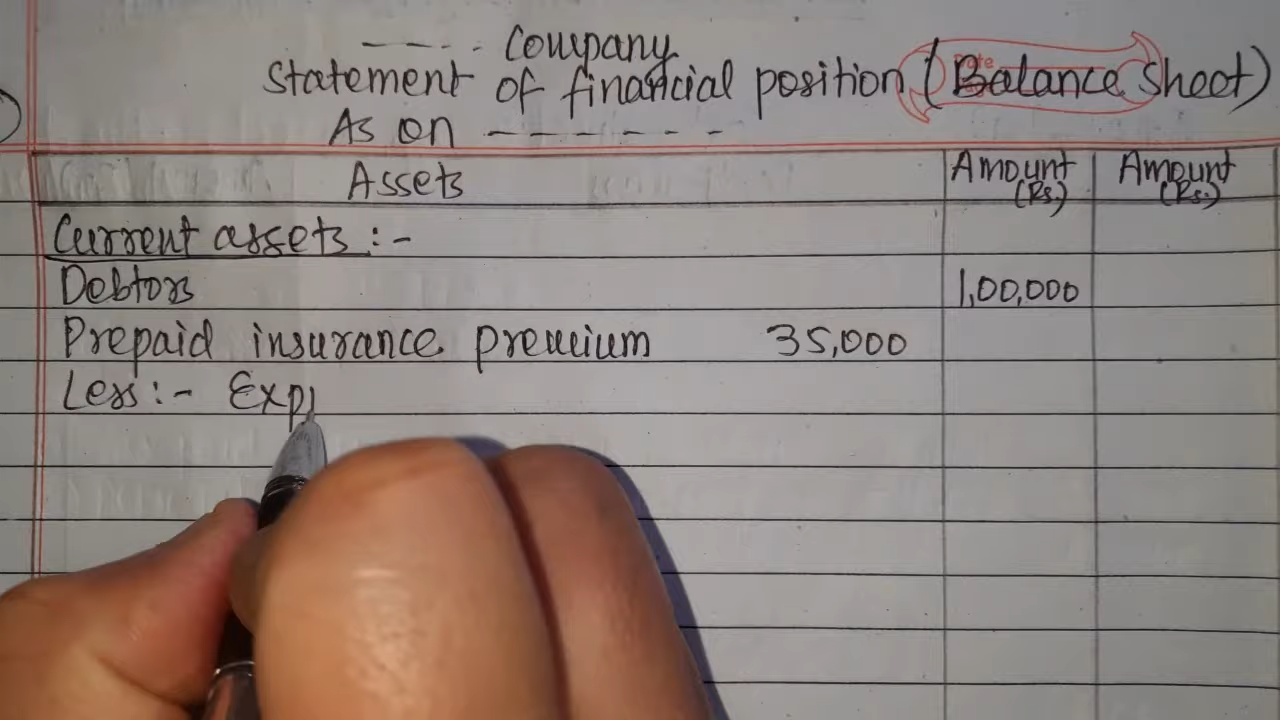 ---- Company
Statement of financial position (Balance Sheet)
As on ------
Assets Amount (Rs.) Amount (Rs.)
Current assets :-
Debtors 1,00,000
Prepaid insurance premium 35,000
Less :- Expi